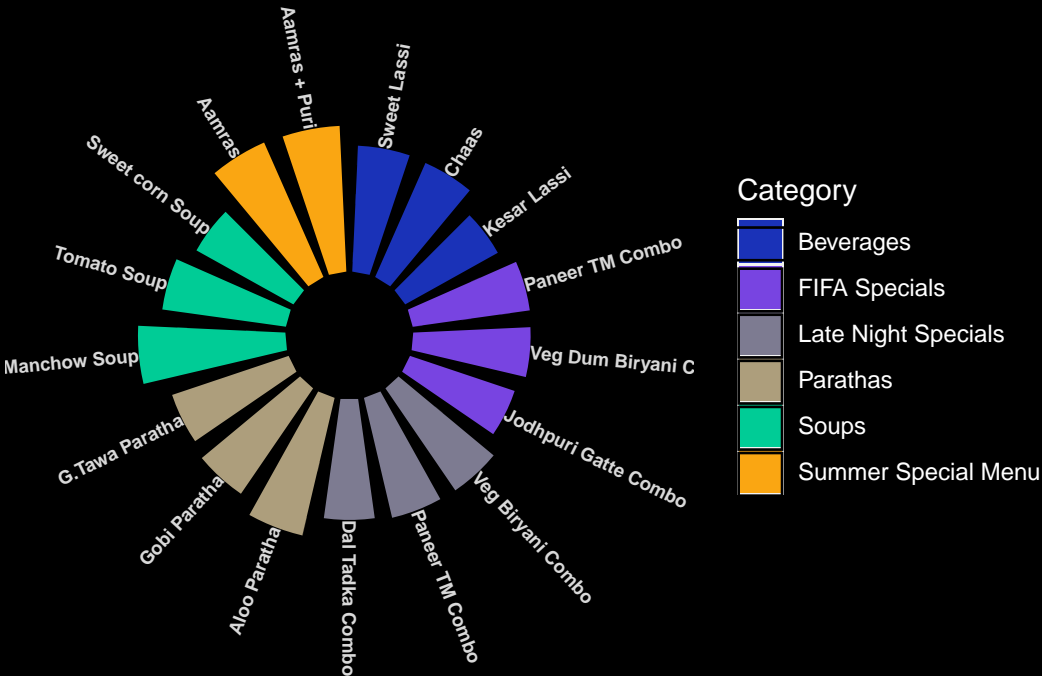 Aamras + Puri
Sweet Lassi
Chaas
Kesar Lassi
Paneer TM Combo
Veg Dum Biryani C
Jodhpuri Gatte Combo
Veg Biryani Combo
Paneer TM Combo
Dal Tadka Combo
Aloo Paratha
Gobi Paratha
G.Tawa Paratha
Manchow Soup
Tomato Soup
Sweet corn Soup
Aamras
Category
Beverages
FIFA Specials
Late Night Specials
Parathas
Soups
Summer Special Menu